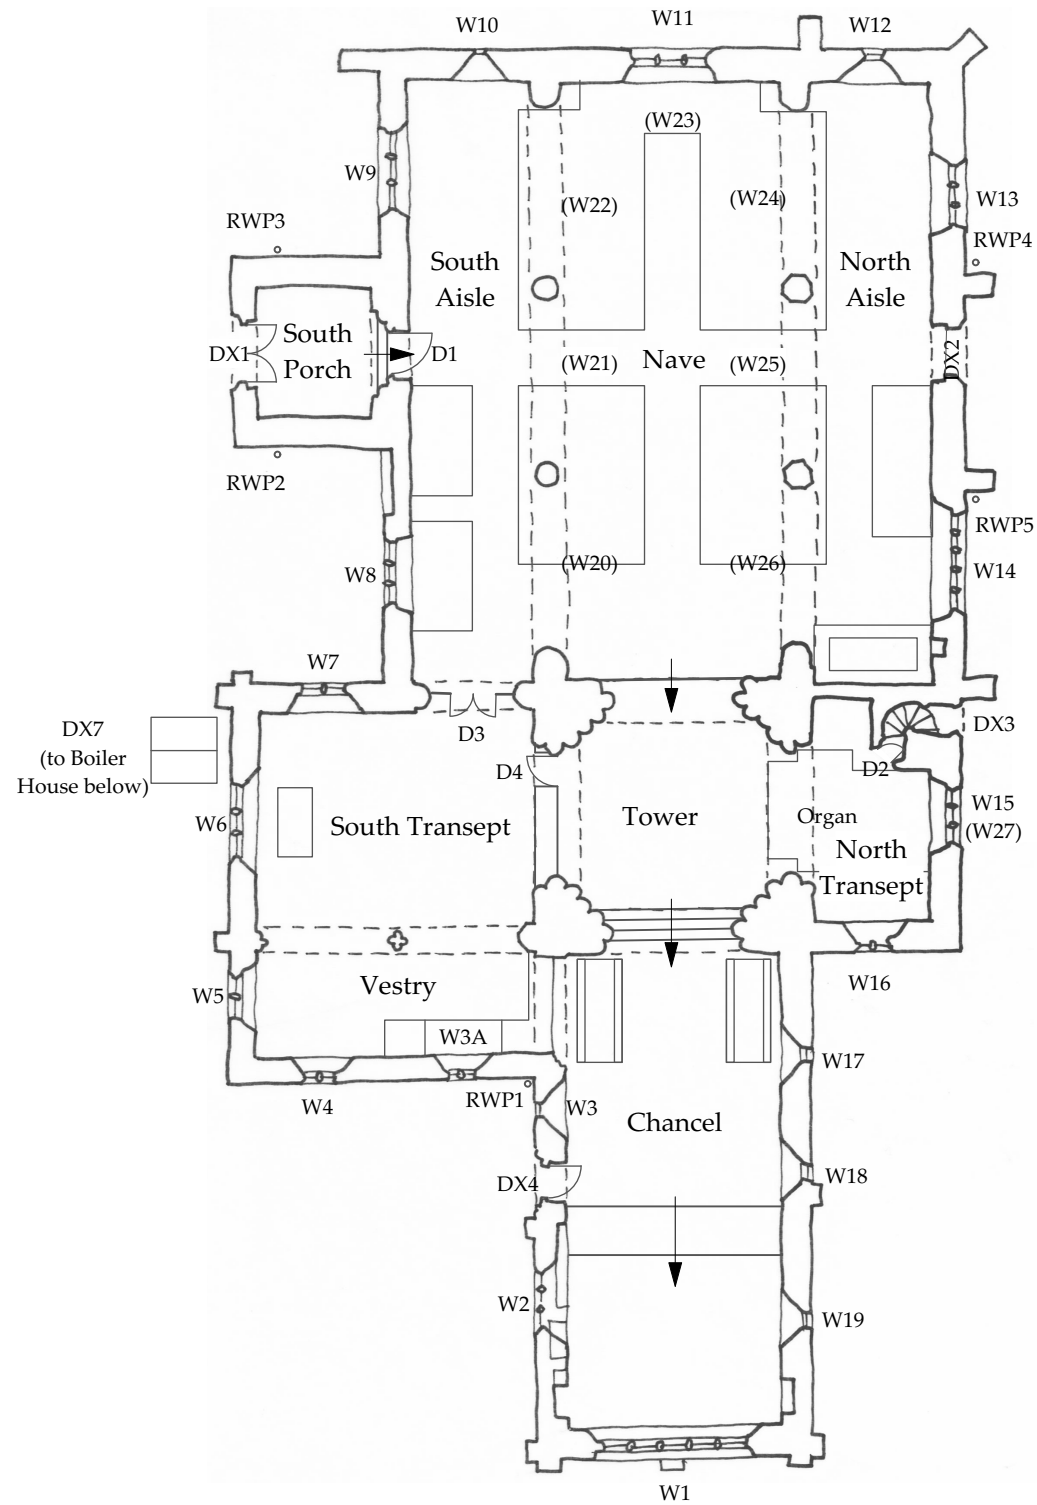 W10
W11
W12
(W23)
W9
W13
(W22)
(W24)
RWP3
RWP4
South
Aisle
North
Aisle
South
Porch
DX1
D1
DX2
Nave
(W21)
(W25)
RWP2
RWP5
W8
(W20)
(W26)
W14
W7
DX7
(to Boiler
House below)
D3
DX3
D4
D2
W6
South Transept
Tower
Organ
W15
(W27)
North
Transept
W5
Vestry
W16
W3A
W17
W4
RWP1
W3
Chancel
DX4
W18
W2
W19
W1